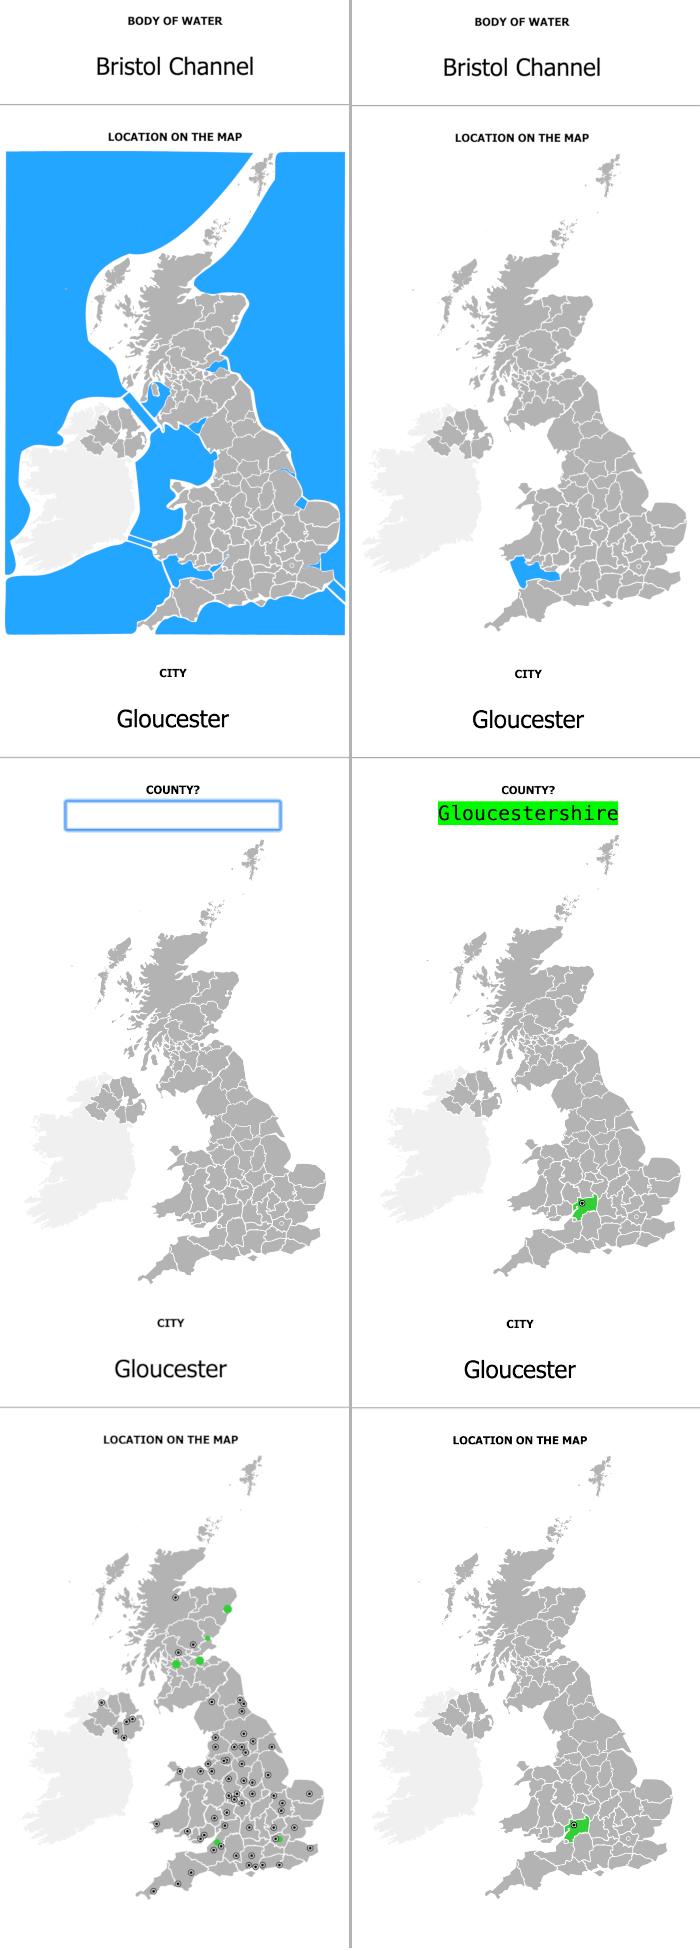 BODY OF WATER
Bristol Channel
LOCATION ON THE MAP
BODY OF WATER
Bristol Channel
LOCATION ON THE MAP
CITY
Gloucester
COUNTY?
CITY
Gloucester
COUNTY?
Gloucestershire
CITY
Gloucester
LOCATION ON THE MAP
CITY
Gloucester
LOCATION ON THE MAP